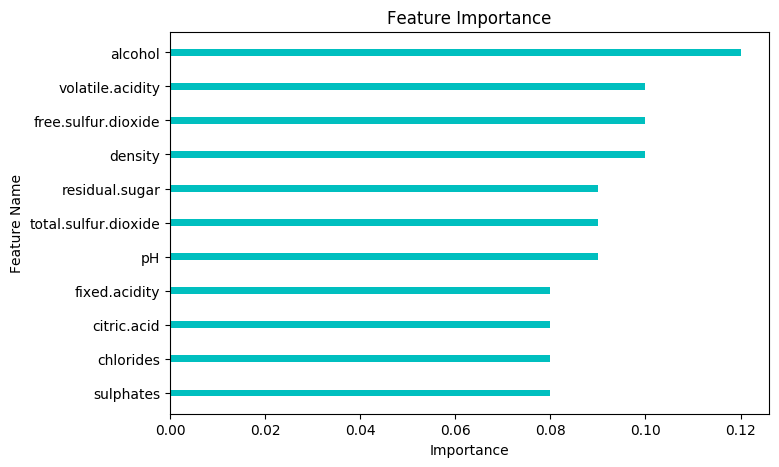 Feature Importance
Feature Name
alcohol
volatile.acidity
free.sulfur.dioxide
density
residual.sugar
total.sulfur.dioxide
pH
fixed.acidity
citric.acid
chlorides
sulphates
0.00 0.02 0.04 0.06 0.08 0.10 0.12
Importance